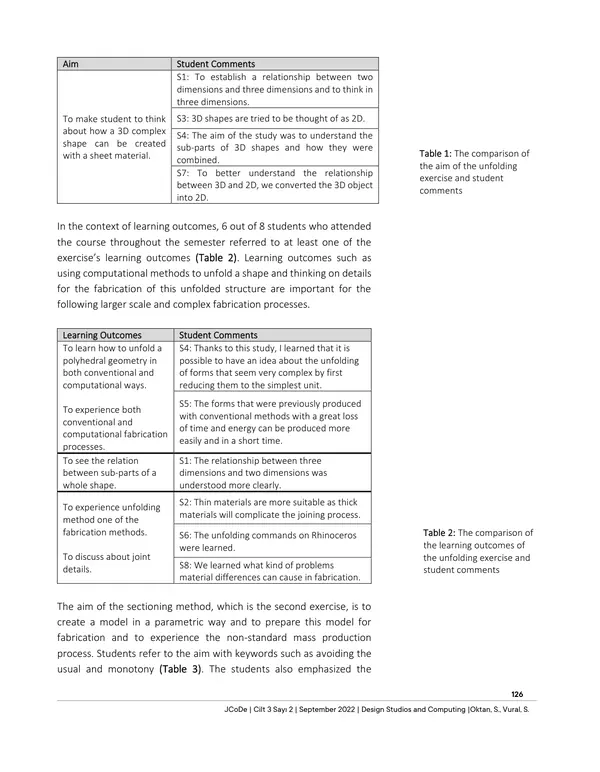 Aim
Student Comments
To make student to think
about how a 3D complex
shape can be created
with a sheet material.
S1: To establish a relationship between two
dimensions and three dimensions and to think in
three dimensions.
S3: 3D shapes are tried to be thought of as 2D.
S4: The aim of the study was to understand the
sub-parts of 3D shapes and how they were
combined.
S7: To better understand the relationship
between 3D and 2D, we converted the 3D object
into 2D.
Table 1: The comparison of
the aim of the unfolding
exercise and student
comments
In the context of learning outcomes, 6 out of 8 students who attended
the course throughout the semester referred to at least one of the
exercise's learning outcomes (Table 2). Learning outcomes such as
using computational methods to unfold a shape and thinking on details
for the fabrication of this unfolded structure are important for the
following larger scale and complex fabrication processes.
Learning Outcomes
Student Comments
To learn how to unfold a
polyhedral geometry in
both conventional and
computational ways.
To experience both
conventional and
computational fabrication
processes.
S4: Thanks to this study, I learned that it is
possible to have an idea about the unfolding
of forms that seem very complex by first
reducing them to the simplest unit.
S5: The forms that were previously produced
with conventional methods with a great loss
of time and energy can be produced more
easily and in a short time.
To see the relation
between sub-parts of a
whole shape.
S1: The relationship between three
dimensions and two dimensions was
understood more clearly.
To experience unfolding
method one of the
fabrication methods.
To discuss about joint
details.
S2: Thin materials are more suitable as thick
materials will complicate the joining process.
S6: The unfolding commands on Rhinoceros
were learned.
S8: We learned what kind of problems
material differences can cause in fabrication.
Table 2: The comparison of
the learning outcomes of
the unfolding exercise and
student comments
The aim of the sectioning method, which is the second exercise, is to
create a model in a parametric way and to prepare this model for
fabrication and to experience the non-standard mass production
process. Students refer to the aim with keywords such as avoiding the
usual and monotony (Table 3). The students also emphasized the
126
JCoDe | Cilt 3 Sayı 2 | September 2022 | Design Studios and Computing |Oktan, S., Vural, S.